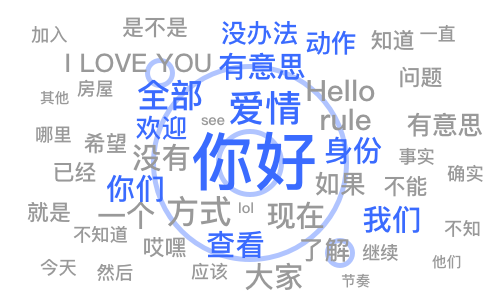 加入
是不是
没办法
动作
知道
一直
I LOVE YOU
有意思
问题
其他
房屋
全部
爱情
Hello
哪里
希望
欢迎
see
rule
有意思
已经
没有
你好
身份
事实
确实
你们
如果
不能
就是
一个
方式
lol
现在
我们
不知道
哎嘿
查看
了解
继续
不知
他们
今天
然后
应该
大家
节奏